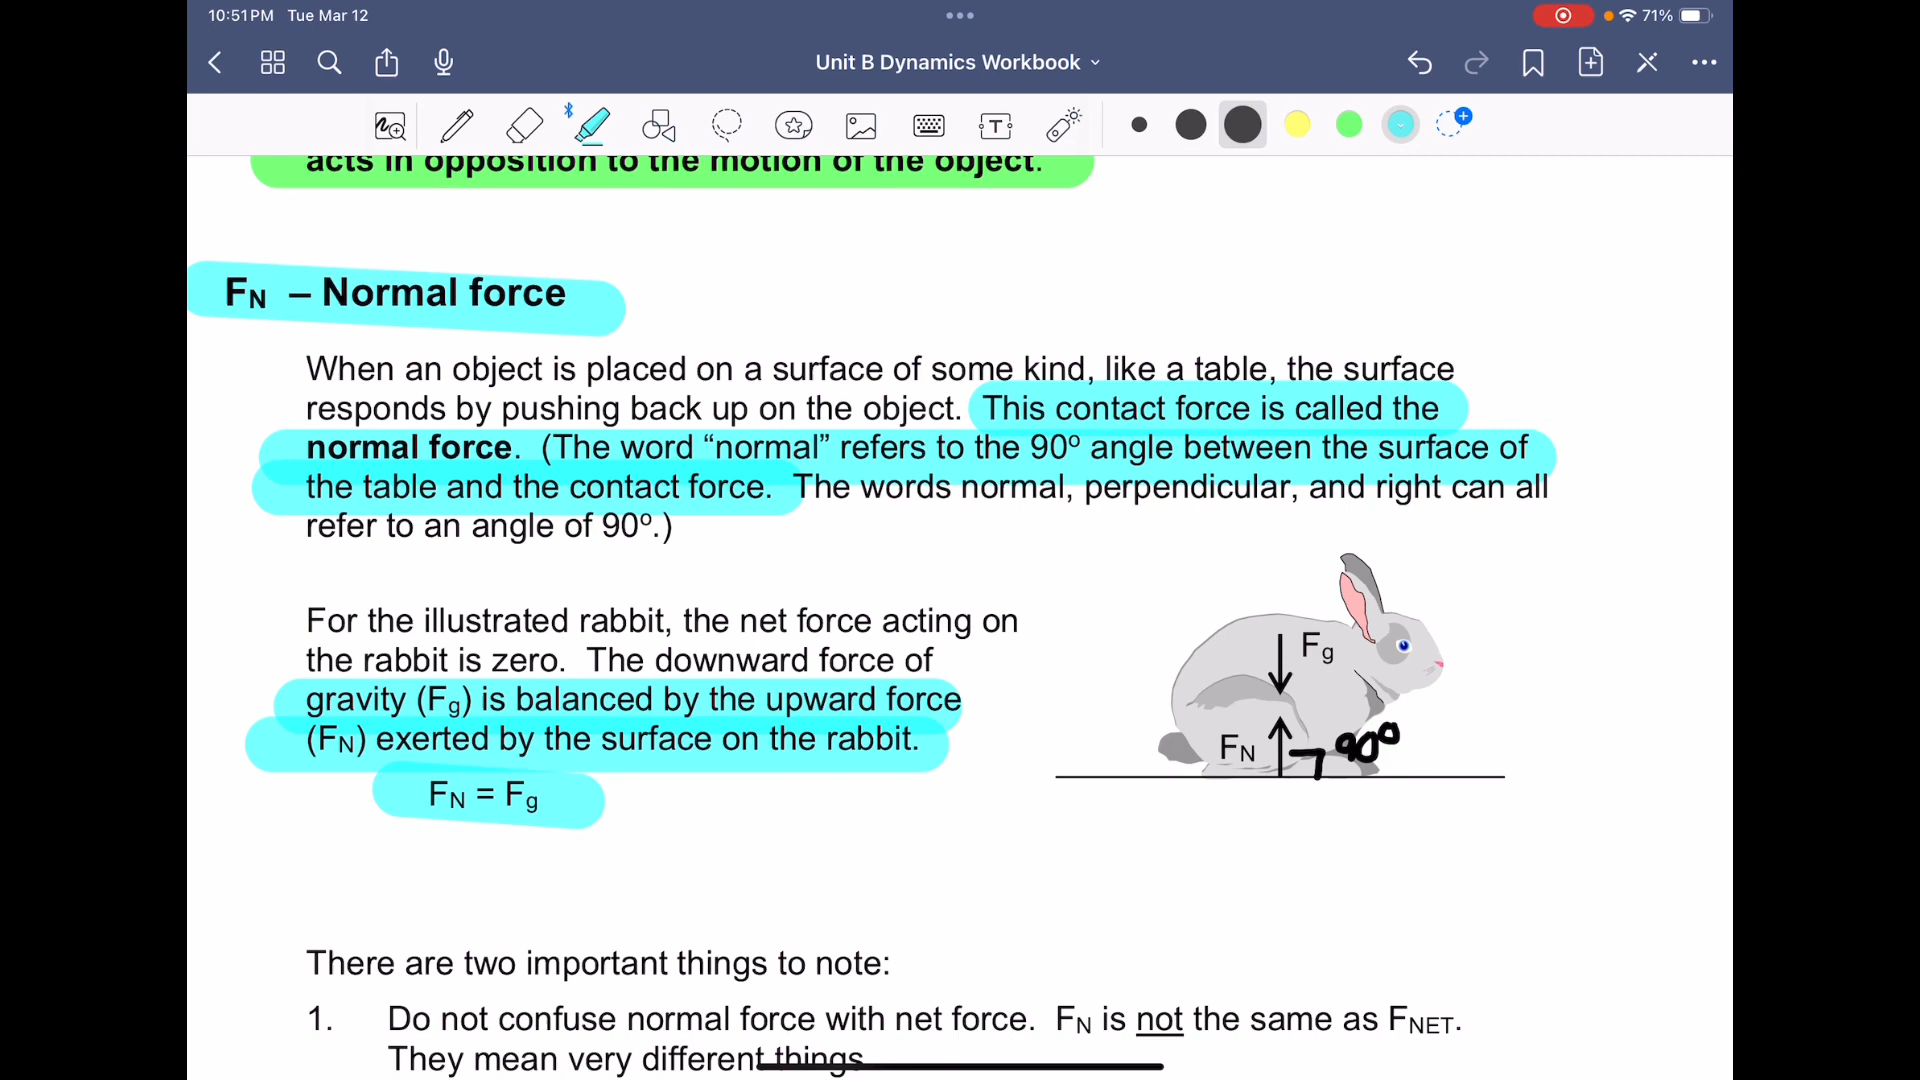 10:51 PM Tue Mar 12
71%
Unit B Dynamics Workbook
T
acts in opposition to the motion of the object.
FN – Normal force
When an object is placed on a surface of some kind, like a table, the surface
responds by pushing back up on the object. This contact force is called the
normal force. (The word “normal” refers to the 90º angle between the surface of
the table and the contact force. The words normal, perpendicular, and right can all
refer to an angle of 90º.)
For the illustrated rabbit, the net force acting on
the rabbit is zero. The downward force of
gravity (Fg) is balanced by the upward force
(FN) exerted by the surface on the rabbit.
FN = Fg
Fg
FN
90º
There are two important things to note:
1. Do not confuse normal force with net force. FN is not the same as FNET.
They mean very different things